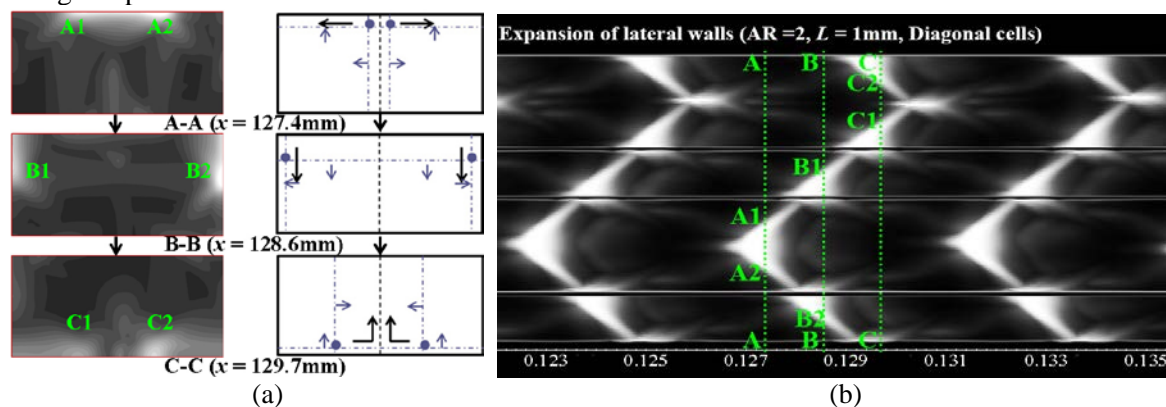 A1 A2
A-A (x = 127.4mm)
B1 B2
B-B (x = 128.6mm)
C1 C2
C-C (x = 129.7mm)
(a)
Expansion of lateral walls (AR =2, L = 1mm, Diagonal cells)
A B C
C2
C1
B1
A1
A2
B2
A B C
0.123 0.125 0.127 0.129 0.131 0.133 0.135
(b)